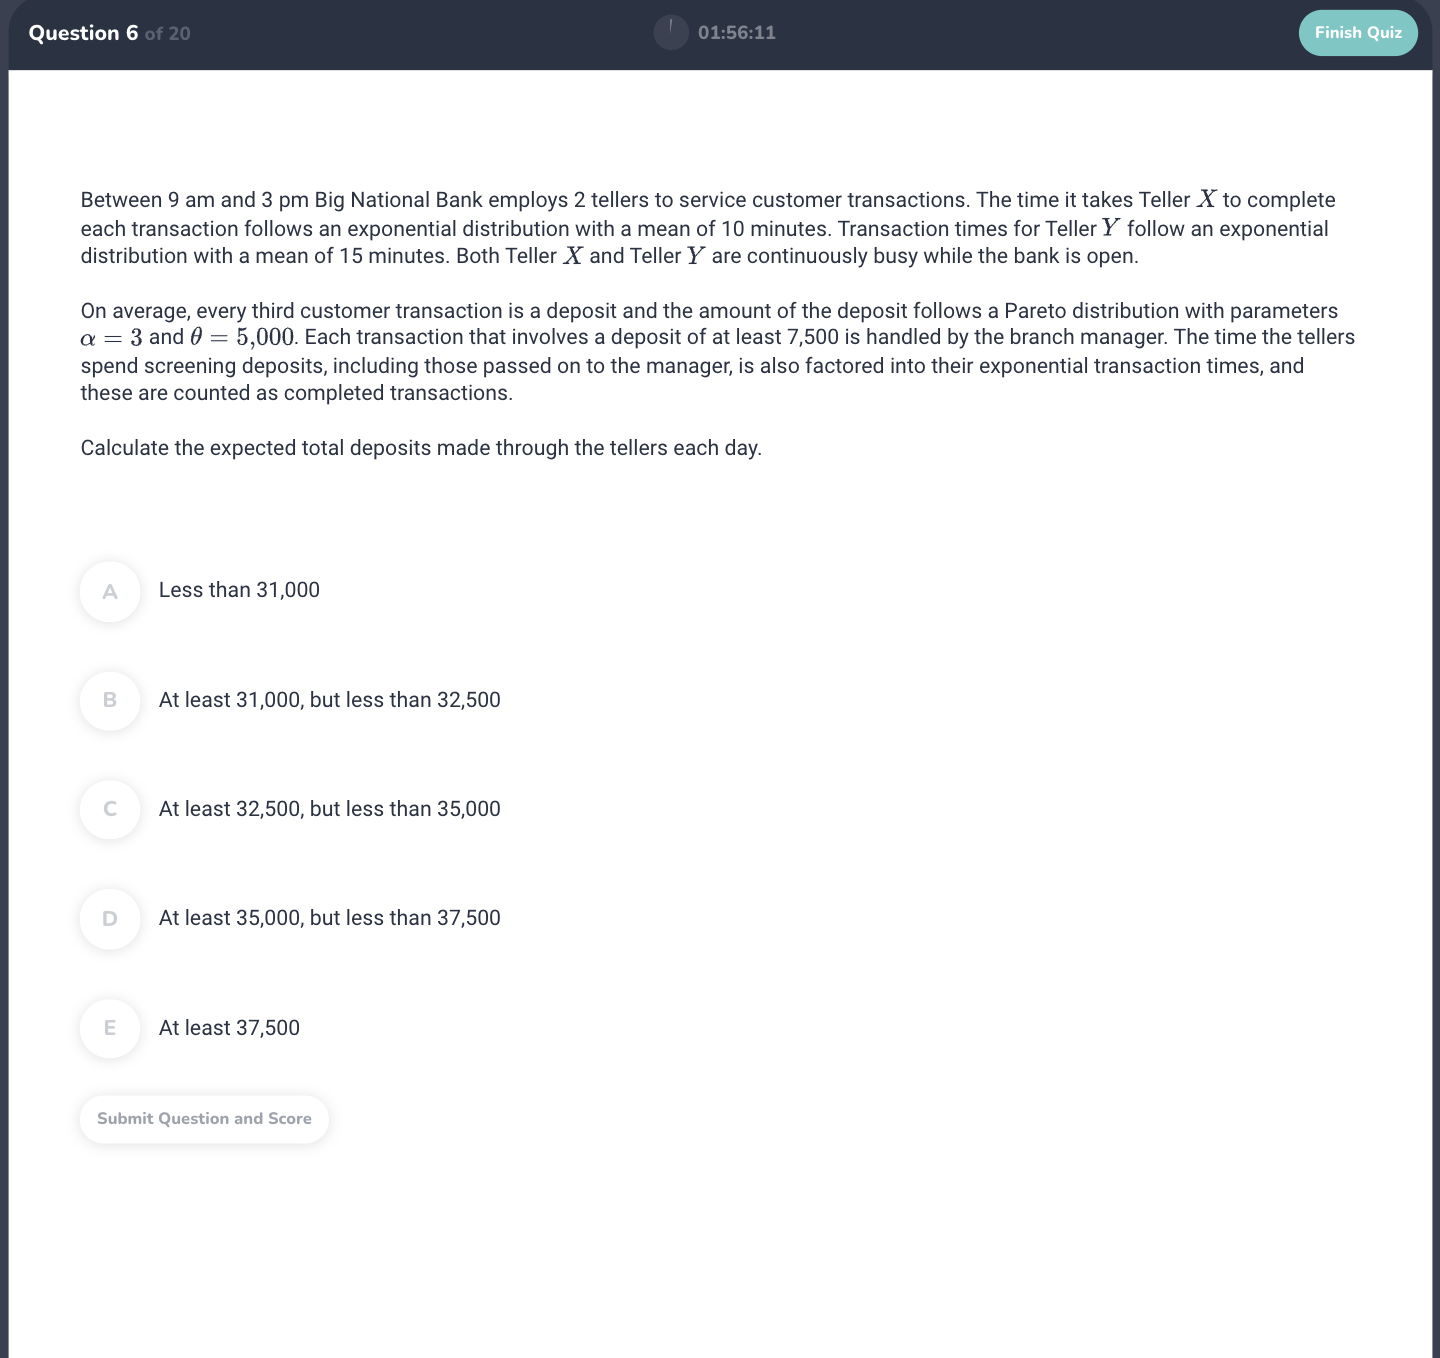 Question 6 of 20
01:56:11
Finish Quiz
Between 9 am and 3 pm Big National Bank employs 2 tellers to service customer transactions. The time it takes Teller X to complete
each transaction follows an exponential distribution with a mean of 10 minutes. Transaction times for Teller Y follow an exponential
distribution with a mean of 15 minutes. Both Teller X and Teller Y are continuously busy while the bank is open.
On average, every third customer transaction is a deposit and the amount of the deposit follows a Pareto distribution with parameters
α = 3 and θ = 5,000. Each transaction that involves a deposit of at least 7,500 is handled by the branch manager. The time the tellers
spend screening deposits, including those passed on to the manager, is also factored into their exponential transaction times, and
these are counted as completed transactions.
Calculate the expected total deposits made through the tellers each day.
A Less than 31,000
B At least 31,000, but less than 32,500
C At least 32,500, but less than 35,000
D At least 35,000, but less than 37,500
E At least 37,500
Submit Question and Score